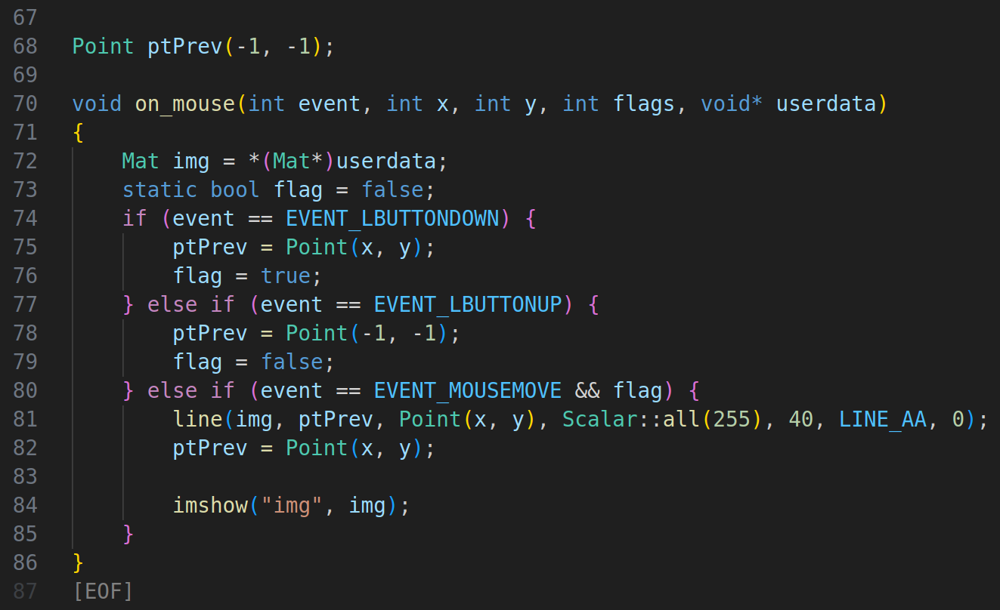 67
68 Point ptPrev(-1, -1);
69
70 void on_mouse(int event, int x, int y, int flags, void* userdata)
71 {
72 Mat img = *(Mat*)userdata;
73 static bool flag = false;
74 if (event == EVENT_LBUTTONDOWN) {
75 ptPrev = Point(x, y);
76 flag = true;
77 } else if (event == EVENT_LBUTTONUP) {
78 ptPrev = Point(-1, -1);
79 flag = false;
80 } else if (event == EVENT_MOUSEMOVE && flag) {
81 line(img, ptPrev, Point(x, y), Scalar::all(255), 40, LINE_AA, 0);
82 ptPrev = Point(x, y);
83
84 imshow("img", img);
85 }
86 }
87 [EOF]